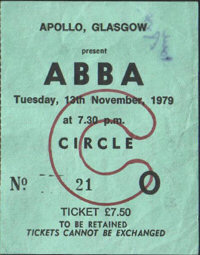 APOLLO, GLASGOW
present
ABBA
Tuesday, 13th November, 1979
at 7.30 p.m.
CIRCLE
C
No 21 O
TICKET £7.50
TO BE RETAINED
TICKETS CANNOT BE EXCHANGED